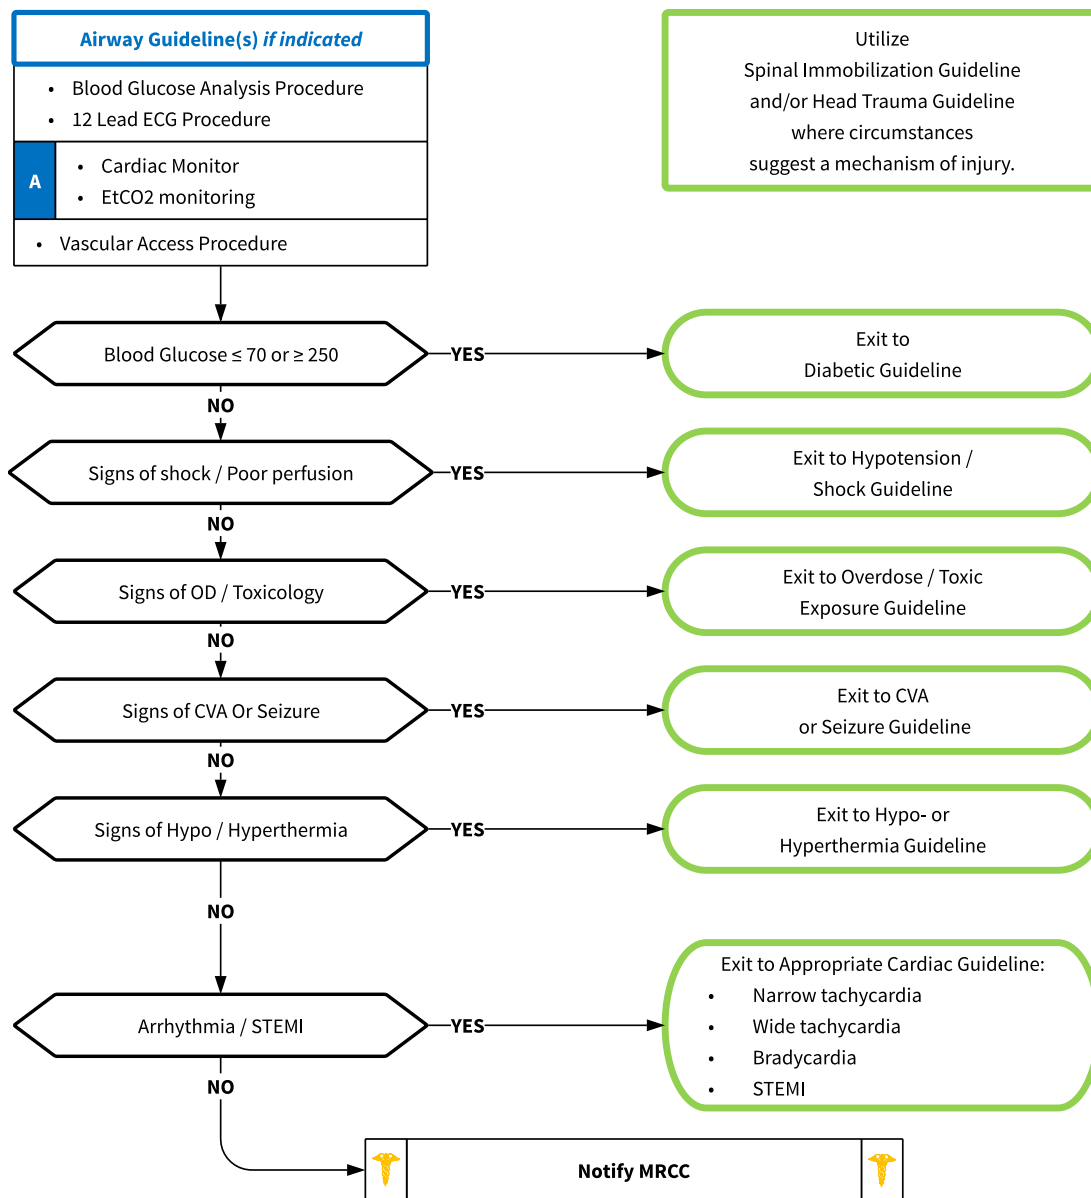 Airway Guideline(s) if indicated
• Blood Glucose Analysis Procedure
• 12 Lead ECG Procedure
A
• Cardiac Monitor
• EtCO2 monitoring
• Vascular Access Procedure
Utilize
Spinal Immobilization Guideline
and/or Head Trauma Guideline
where circumstances
suggest a mechanism of injury.
Blood Glucose ≤ 70 or ≥ 250
YES
Exit to
Diabetic Guideline
NO
Signs of shock / Poor perfusion
YES
Exit to Hypotension /
Shock Guideline
NO
Signs of OD / Toxicology
YES
Exit to Overdose / Toxic
Exposure Guideline
NO
Signs of CVA Or Seizure
YES
Exit to CVA
or Seizure Guideline
NO
Signs of Hypo / Hyperthermia
YES
Exit to Hypo- or
Hyperthermia Guideline
NO
Arrhythmia / STEMI
YES
Exit to Appropriate Cardiac Guideline:
• Narrow tachycardia
• Wide tachycardia
• Bradycardia
• STEMI
NO
Notify MRCC